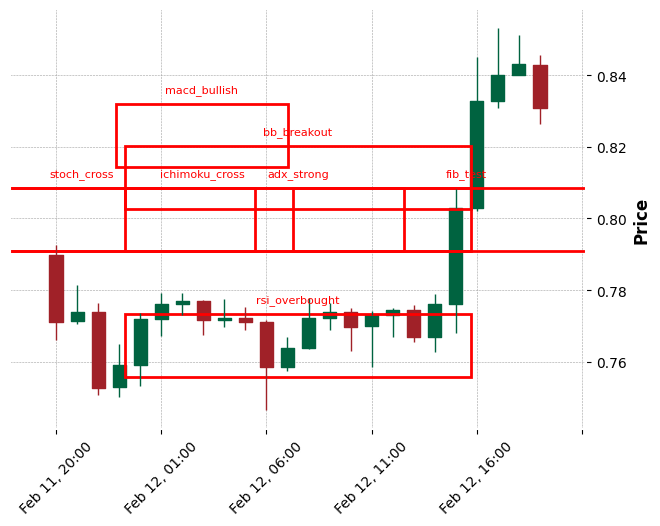 macd_bullish
bb_breakout
stoch_cross
ichimoku_cross
adx_strong
fib_test
rsi_overbought
0.84
0.82
0.80
0.78
0.76
Price
Feb 11, 20:00
Feb 12, 01:00
Feb 12, 06:00
Feb 12, 11:00
Feb 12, 16:00